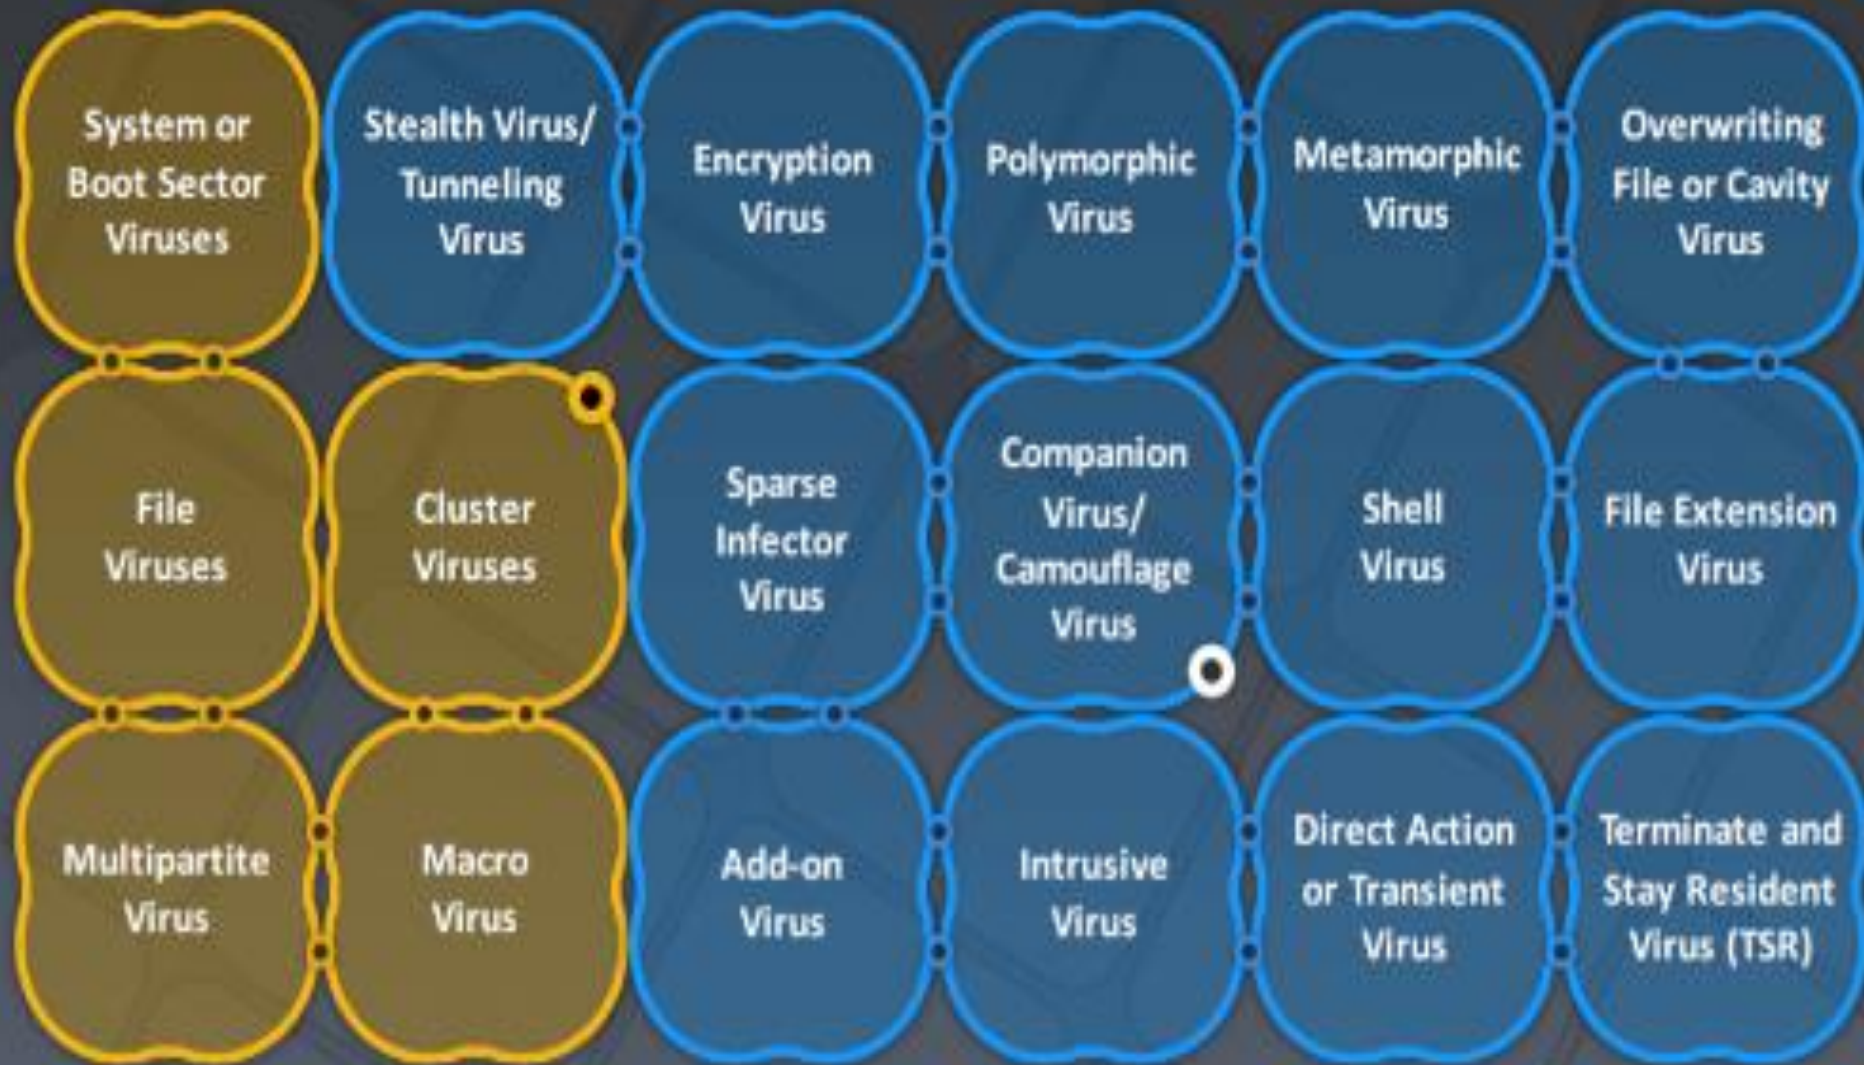 System or
Boot Sector
Viruses
Stealth Virus/
Tunneling
Virus
Encryption
Virus
Polymorphic
Virus
Metamorphic
Virus
Overwriting
File or Cavity
Virus
File
Viruses
Cluster
Viruses
Sparse
Infector
Virus
Companion
Virus/
Camouflage
Virus
Shell
Virus
File Extension
Virus
Multipartite
Virus
Macro
Virus
Add-on
Virus
Intrusive
Virus
Direct Action
or Transient
Virus
Terminate and
Stay Resident
Virus (TSR)